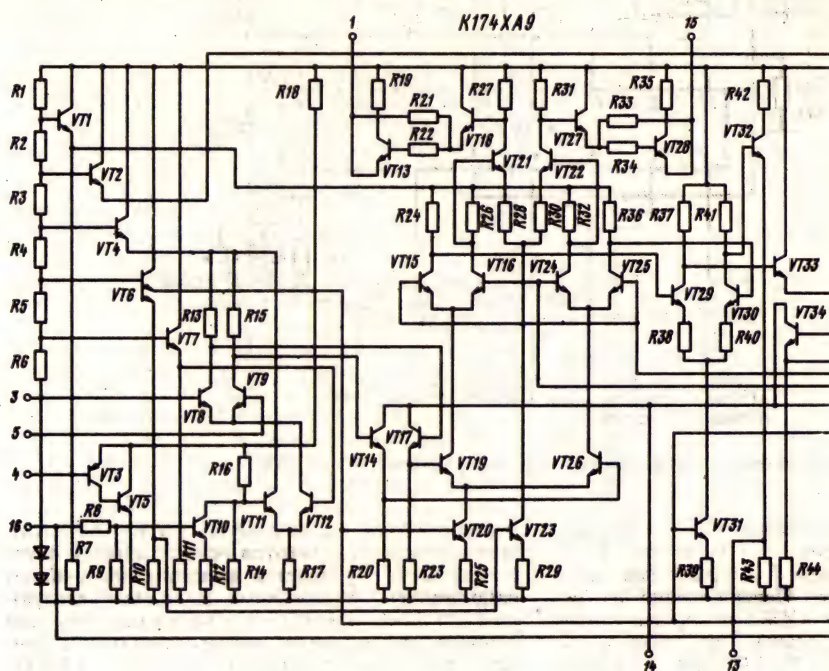 1 К174ХА9 15
R1 R19 R27 R31 R35 R42
R18 R21 R33
VT1 R22 VT18 VT27 R34 VT32
R2 VT13 VT21 VT22 VT28
VT2
R3 R24 R26 R28 R30 R32 R36 R37 R41
VT4
R4 VT15 VT16 VT24 VT25 VT33
VT6 VT29 VT30 VT34
R5 R13 R15 R38 R40
VT7
R6 VT9
3 VT8
5 VT17
VT14 VT19 VT26
4 VT3 R16
VT5
16 R8 VT10 VT11 VT12 VT20 VT23 VT31
R7 R9 R10 R11 R12 R14 R17 R20 R23 R25 R29 R39 R43 R44
14 13